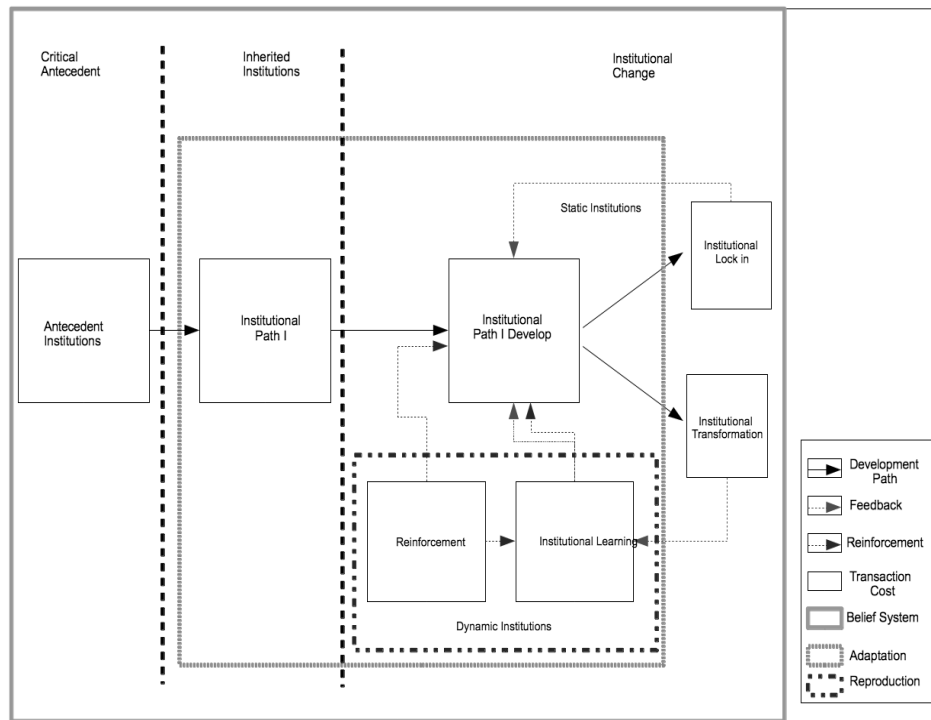 Critical
Antecedent
Inherited
Institutions
Institutional
Change
Static Institutions
Institutional
Lock in
Antecedent
Institutions
Institutional
Path I
Institutional
Path I Develop
Institutional
Transformation
Reinforcement
Institutional Learning
Dynamic Institutions
Development
Path
Feedback
Reinforcement
Transaction
Cost
Belief System
Adaptation
Reproduction